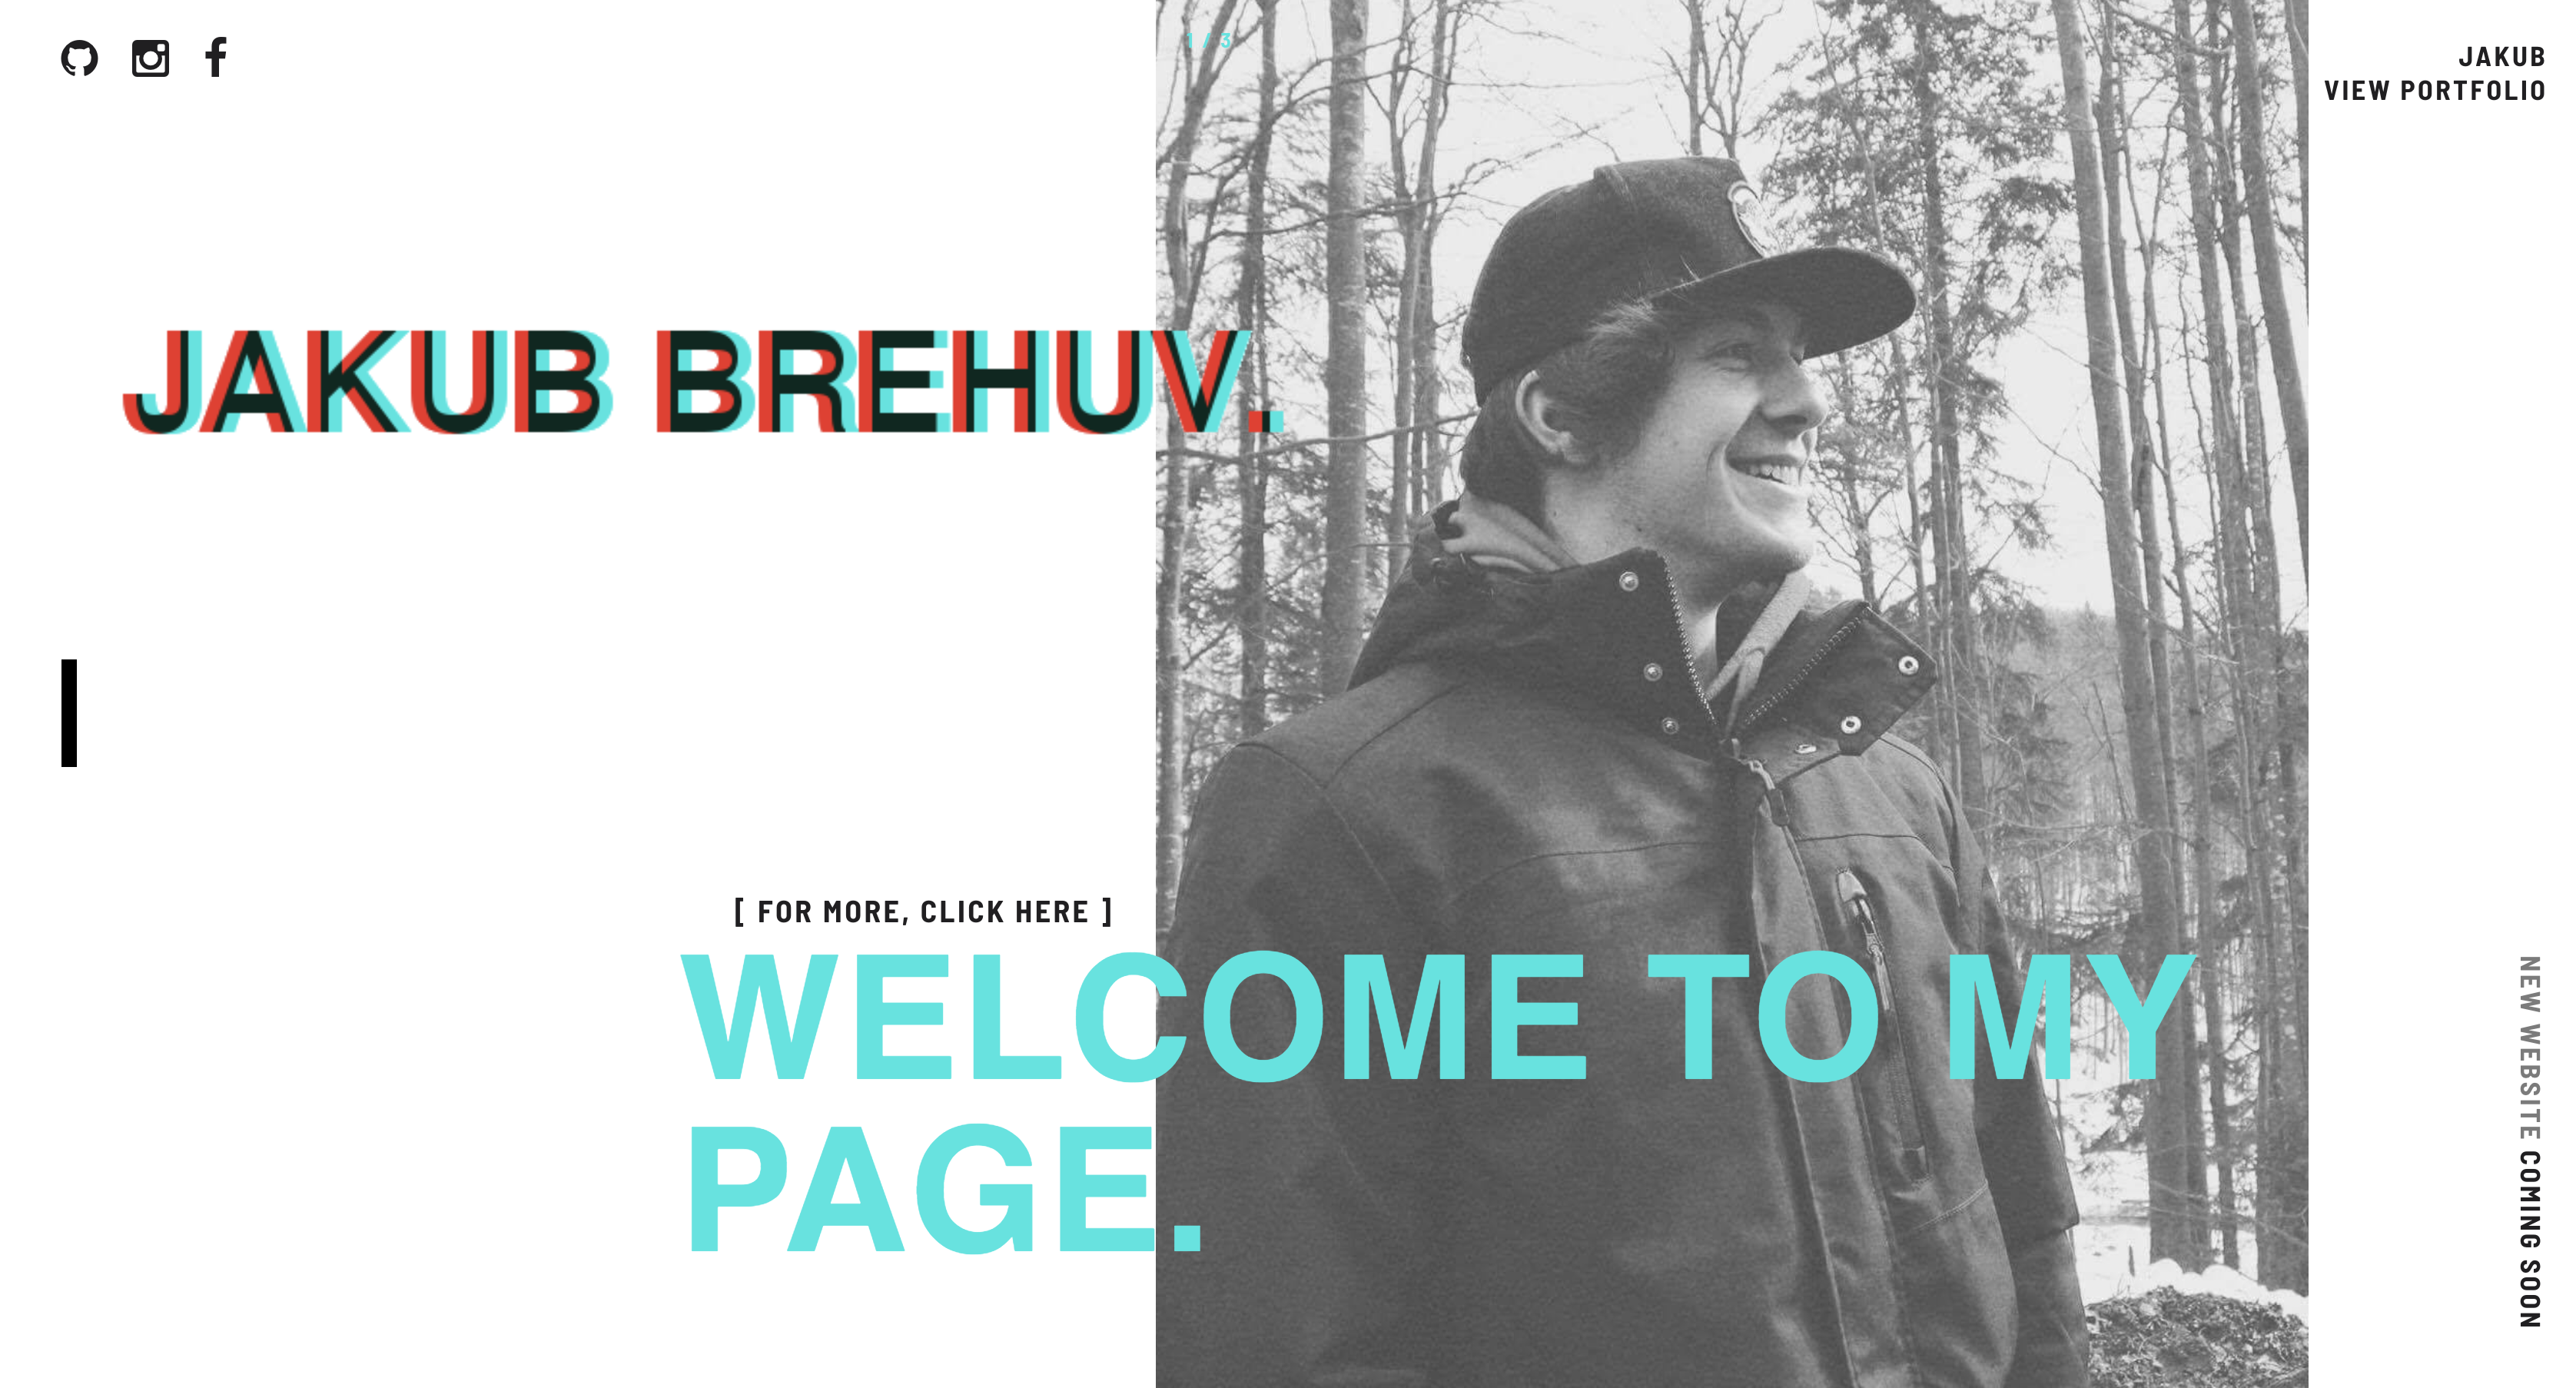 1 / 3
JAKUB
VIEW PORTFOLIO
JAKUB BREHUV.
[ FOR MORE, CLICK HERE ]
WELCOME TO MY
PAGE.
NEW WEBSITE COMING SOON